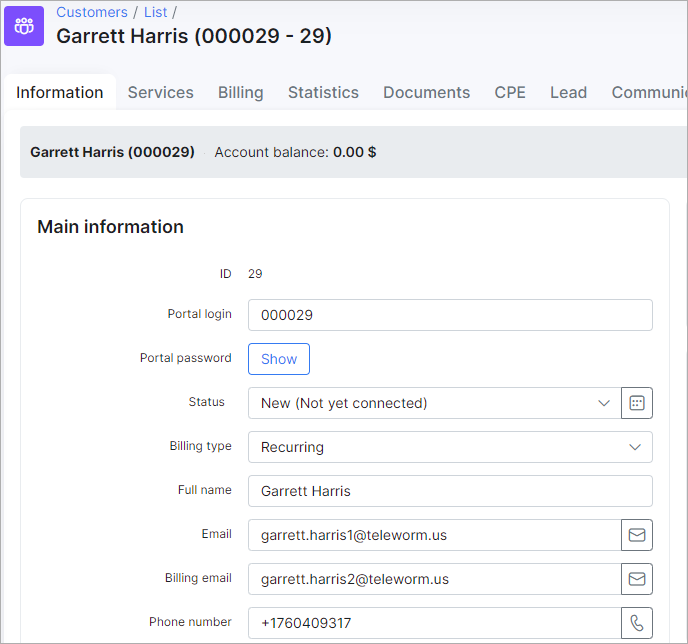 Customers / List /
Garrett Harris (000029 - 29)
Information Services Billing Statistics Documents CPE Lead Communic
Garrett Harris (000029) Account balance: 0.00 $
Main information
ID 29
Portal login 000029
Portal password Show
Status New (Not yet connected)
Billing type Recurring
Full name Garrett Harris
Email garrett.harris1@teleworm.us
Billing email garrett.harris2@teleworm.us
Phone number +1760409317